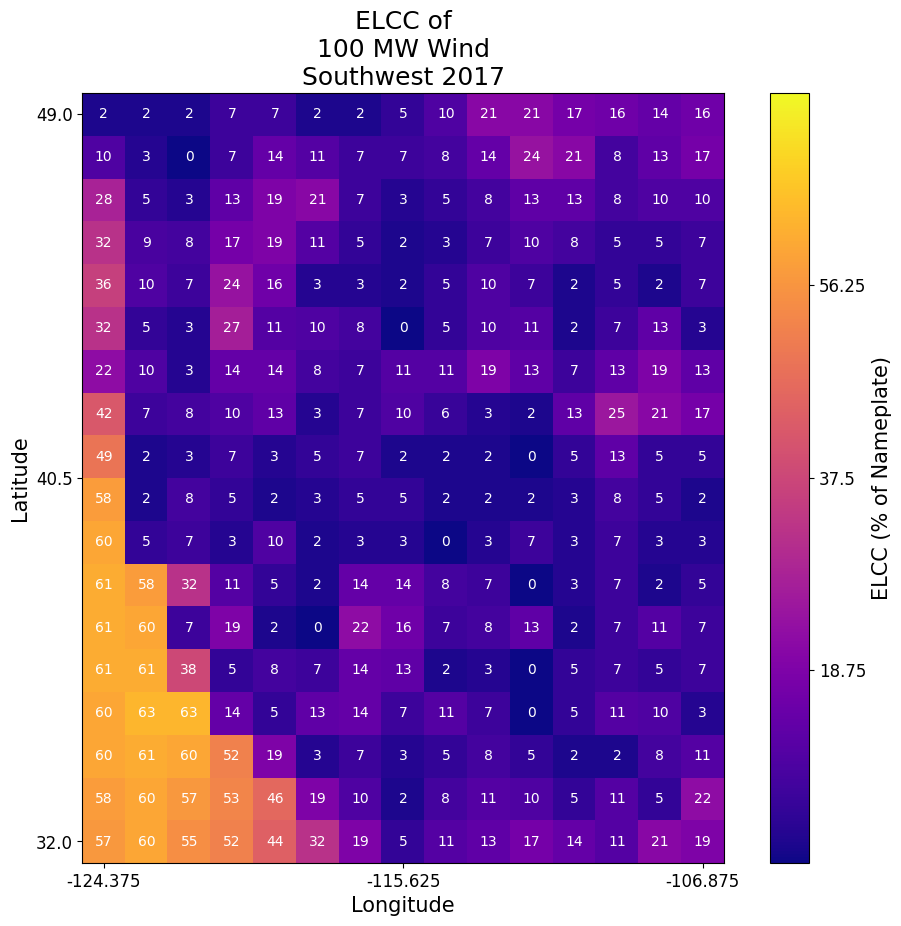 ELCC of
100 MW Wind
Southwest 2017
49.0 2 2 2 7 7 2 2 5 10 21 21 17 16 14 16
10 3 0 7 14 11 7 7 8 14 24 21 8 13 17
28 5 3 13 19 21 7 3 5 8 13 13 8 10 10
32 9 8 17 19 11 5 2 3 7 10 8 5 5 7
36 10 7 24 16 3 3 2 5 10 7 2 5 2 7
56.25
32 5 3 27 11 10 8 0 5 10 11 2 7 13 3
22 10 3 14 14 8 7 11 11 19 13 7 13 19 13
42 7 8 10 13 3 7 10 6 3 2 13 25 21 17
49 2 3 7 3 5 7 2 2 2 0 5 13 5 5
40.5
37.5
58 2 8 5 2 3 5 5 2 2 2 3 8 5 2
60 5 7 3 10 2 3 3 0 3 7 3 7 3 3
61 58 32 11 5 2 14 14 8 7 0 3 7 2 5
61 60 7 19 2 0 22 16 7 8 13 2 7 11 7
61 61 38 5 8 7 14 13 2 3 0 5 7 5 7
18.75
60 63 63 14 5 13 14 7 11 7 0 5 11 10 3
60 61 60 52 19 3 7 3 5 8 5 2 2 8 11
58 60 57 53 46 19 10 2 8 11 10 5 11 5 22
32.0 57 60 55 52 44 32 19 5 11 13 17 14 11 21 19
-124.375 -115.625 -106.875
Longitude
Latitude
ELCC (% of Nameplate)